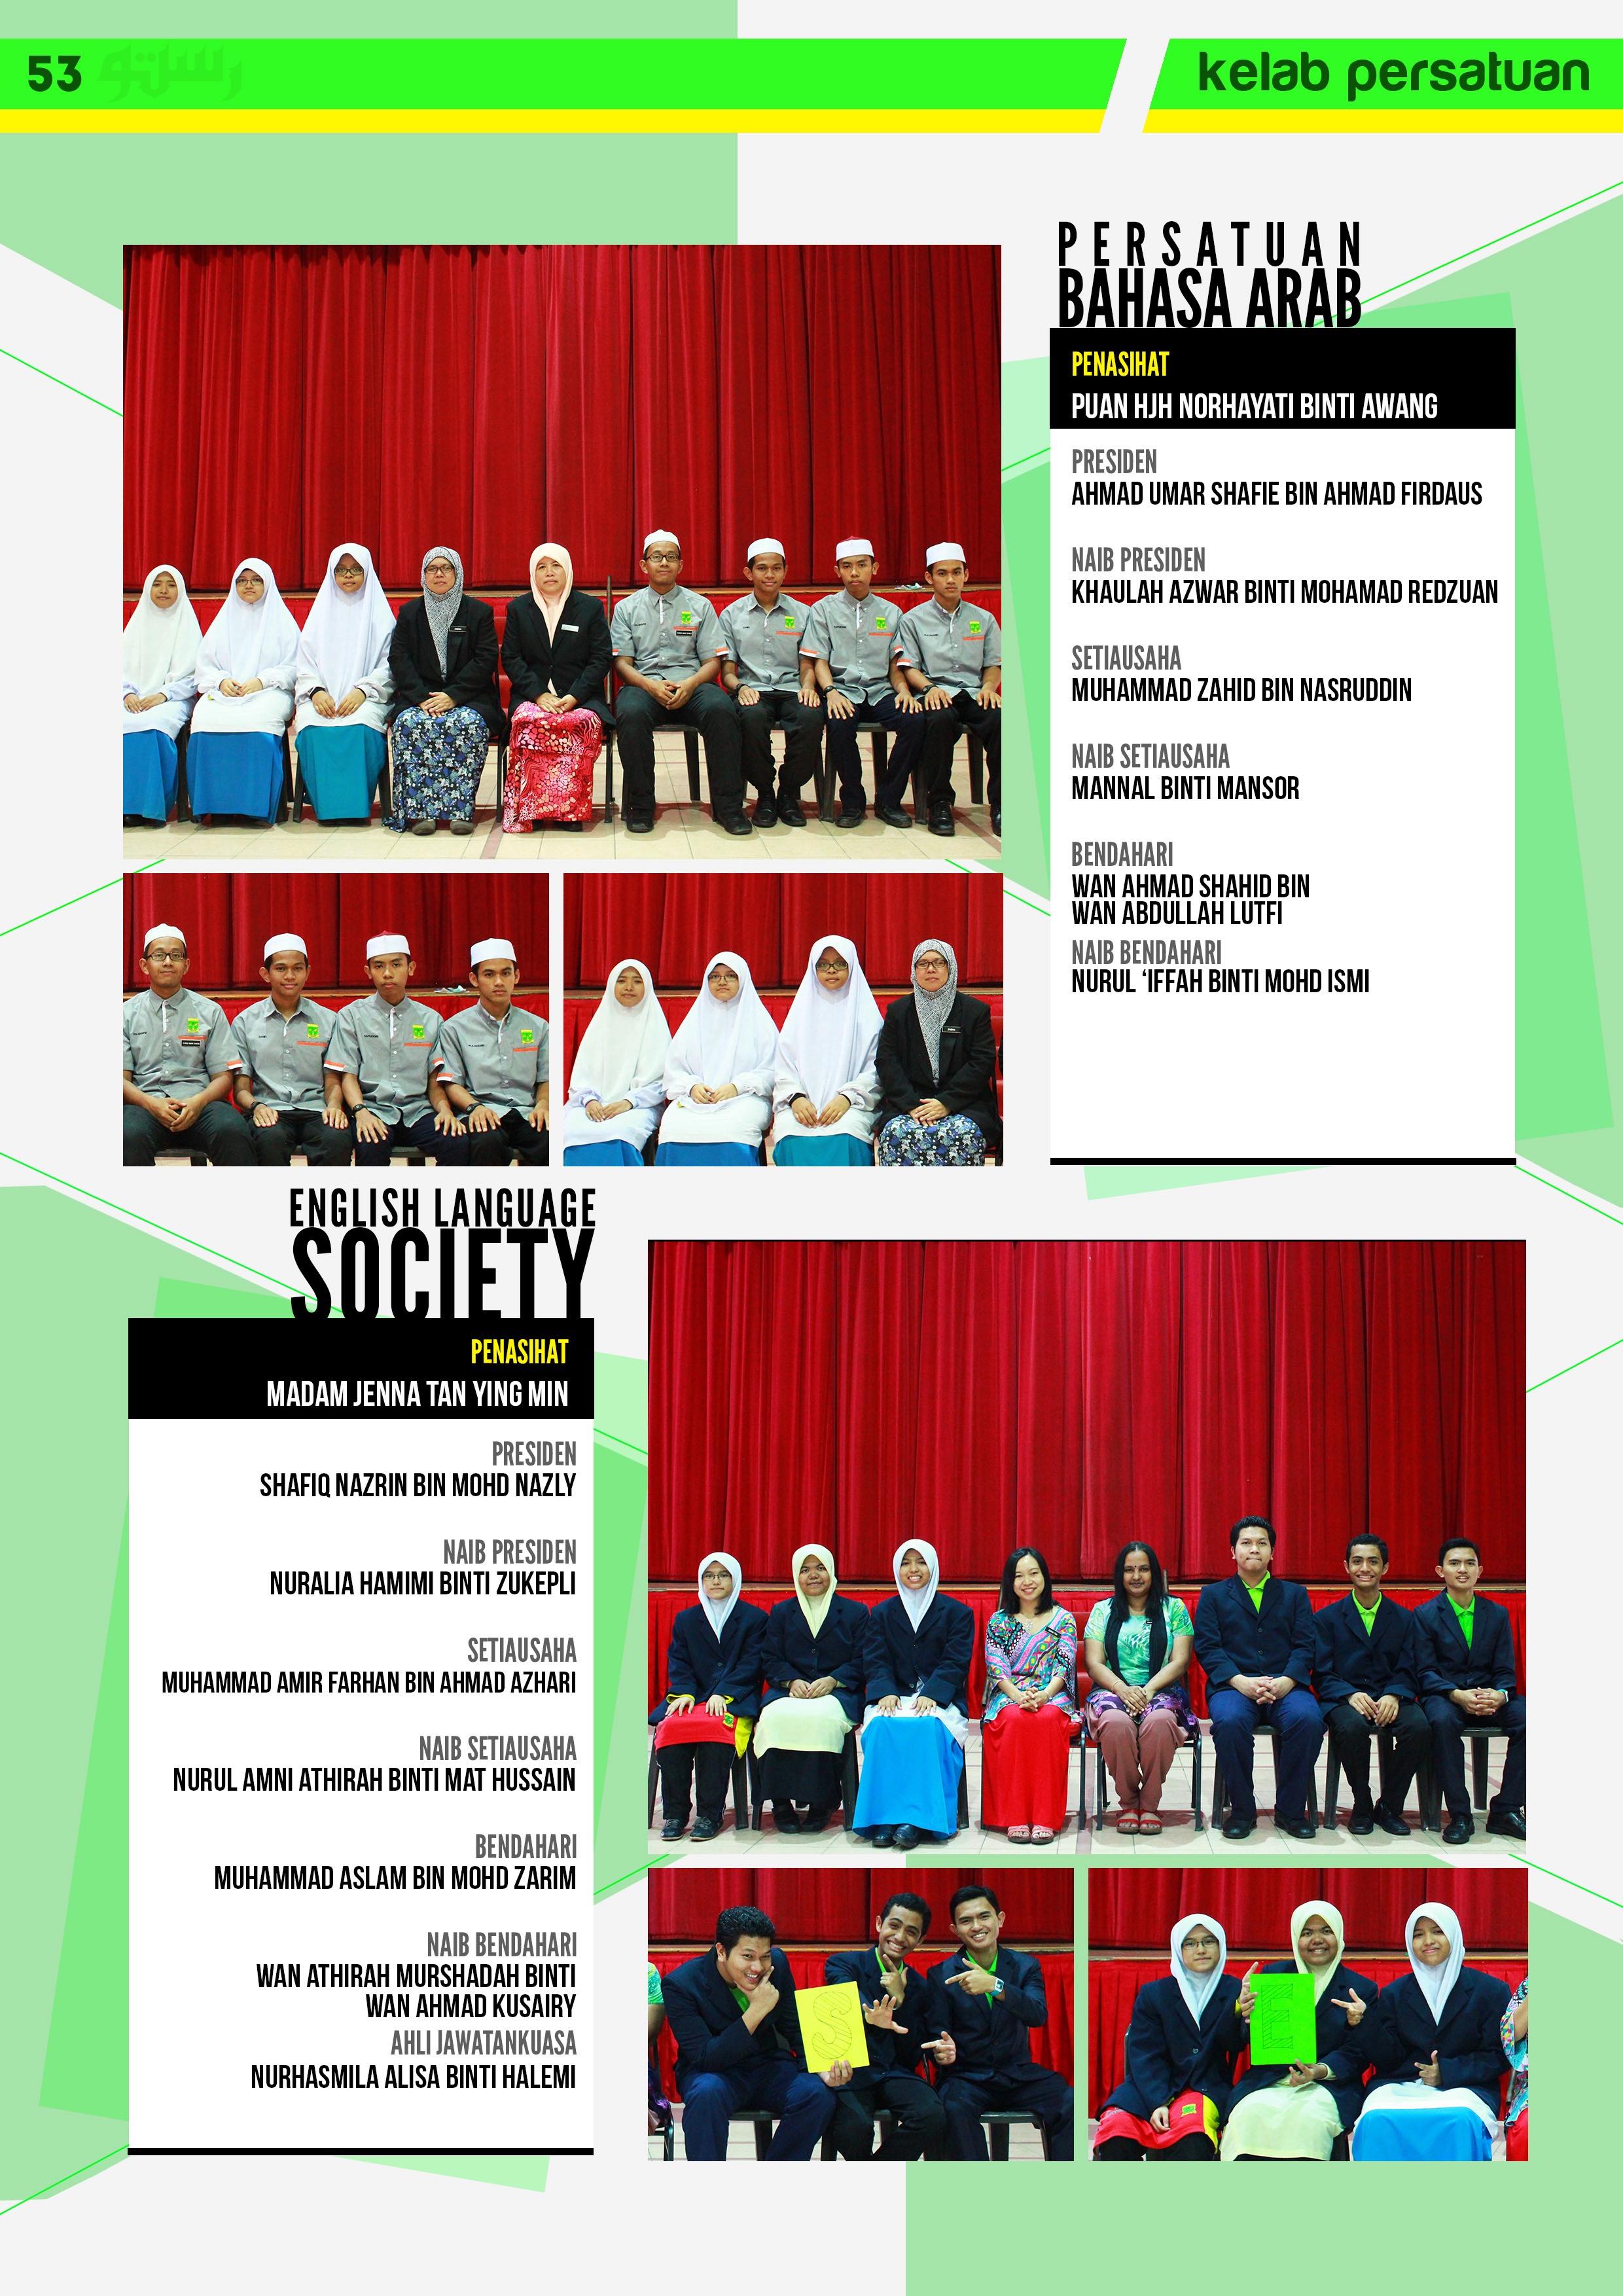 53 رستو
kelab persatuan
PERSATUAN
BAHASA ARAB
PENASIHAT
PUAN HJH NORHAYATI BINTI AWANG
PRESIDEN
AHMAD UMAR SHAFIE BIN AHMAD FIRDAUS
NAIB PRESIDEN
KHAULAH AZWAR BINTI MOHAMAD REDZUAN
SETIAUSAHA
MUHAMMAD ZAHID BIN NASRUDDIN
NAIB SETIAUSAHA
MANNAL BINTI MANSOR
BENDAHARI
WAN AHMAD SHAHID BIN
WAN ABDULLAH LUTFI
NAIB BENDAHARI
NURUL ‘IFFAH BINTI MOHD ISMI
ENGLISH LANGUAGE
SOCIETY
PENASIHAT
MADAM JENNA TAN YING MIN
PRESIDEN
SHAFIQ NAZRIN BIN MOHD NAZLY
NAIB PRESIDEN
NURALIA HAMIMI BINTI ZUKEPLI
SETIAUSAHA
MUHAMMAD AMIR FARHAN BIN AHMAD AZHARI
NAIB SETIAUSAHA
NURUL AMNI ATHIRAH BINTI MAT HUSSAIN
BENDAHARI
MUHAMMAD ASLAM BIN MOHD ZARIM
NAIB BENDAHARI
WAN ATHIRAH MURSHADAH BINTI
WAN AHMAD KUSAIRY
AHLI JAWATANKUASA
NURHASMILA ALISA BINTI HALEMI
S
E